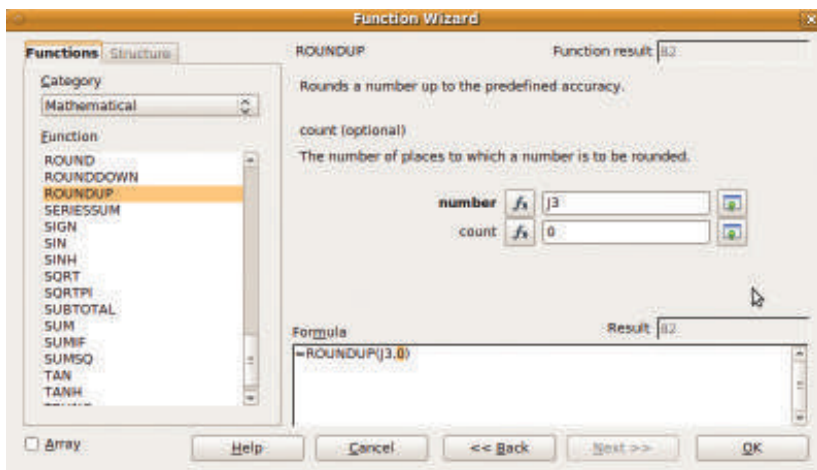 Function Wizard
Functions Structure
Category
Mathematical
Function
ROUND
ROUNDDOWN
ROUNDUP
SERIESSUM
SIGN
SIN
SINH
SQRT
SQRTPI
SUBTOTAL
SUM
SUMIF
SUMSQ
TAN
TANH
ROUNDUP
Function result 82
Rounds a number up to the predefined accuracy.
count (optional)
The number of places to which a number is to be rounded.
number fx J3
count fx 0
Formula
Result 82
=ROUNDUP(J3,0)
Array
Help
Cancel
<< Back
Next >>
OK